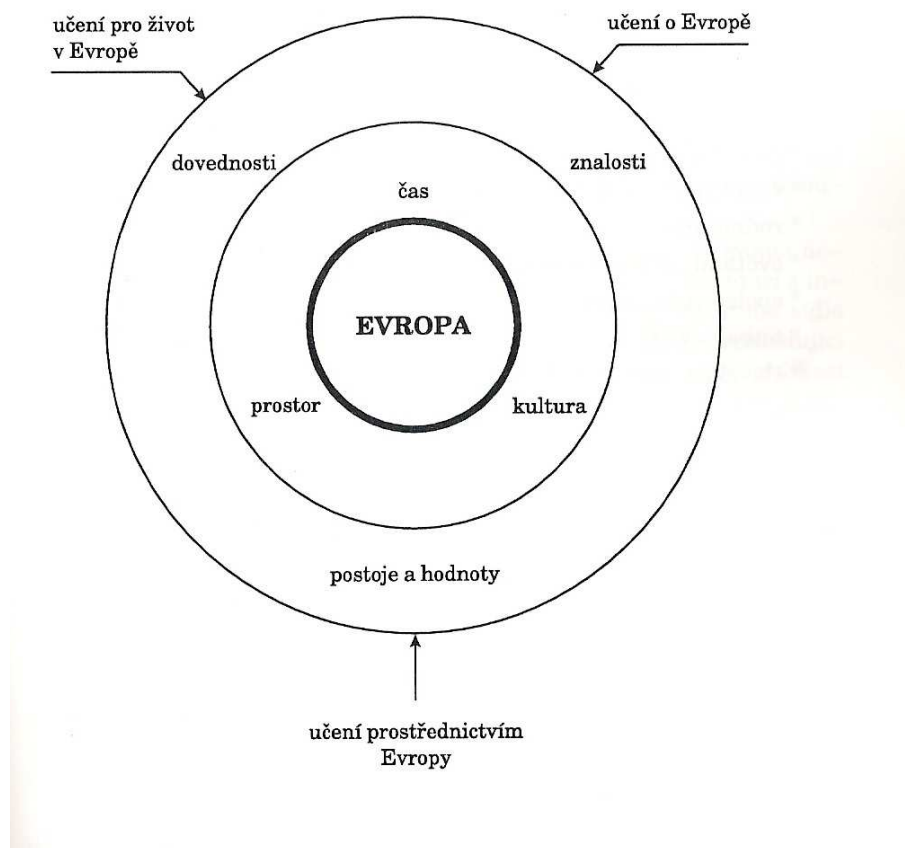 učení pro život
v Evropě
učení o Evropě
dovednosti
znalosti
čas
EVROPA
prostor
kultura
postoje a hodnoty
učení prostřednictvím
Evropy